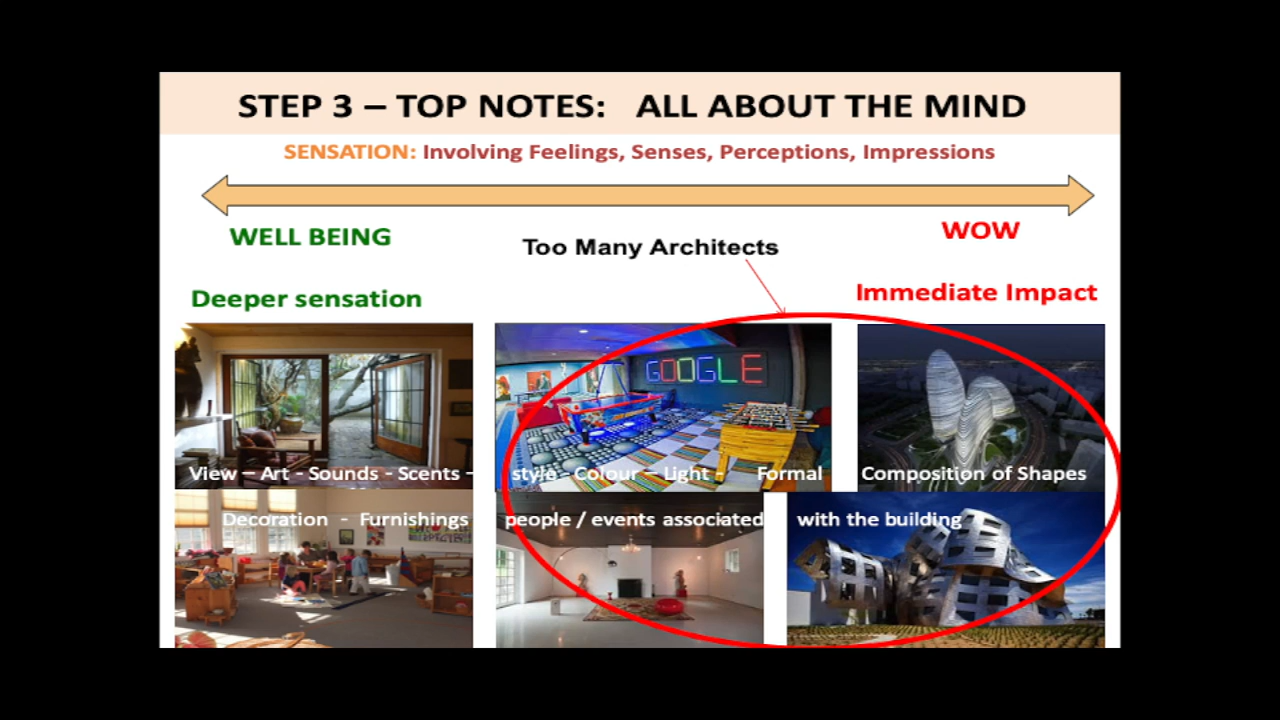 STEP 3 – TOP NOTES: ALL ABOUT THE MIND
SENSATION: Involving Feelings, Senses, Perceptions, Impressions
WELL BEING
WOW
Too Many Architects
Deeper sensation
Immediate Impact
GOOGLE
View – Art - Sounds - Scents – style - Colour – Light - Formal Composition of Shapes
Decoration - Furnishings people / events associated with the building